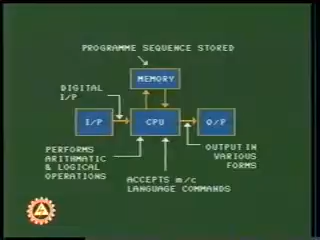 PROGRAMME SEQUENCE STORED
MEMORY
DIGITAL
I/P
I/P
CPU
O/P
PERFORMS
ARITHMATIC
& LOGICAL
OPERATIONS
OUTPUT IN
VARIOUS
FORMS
ACCEPTS m/c
LANGUAGE COMMANDS